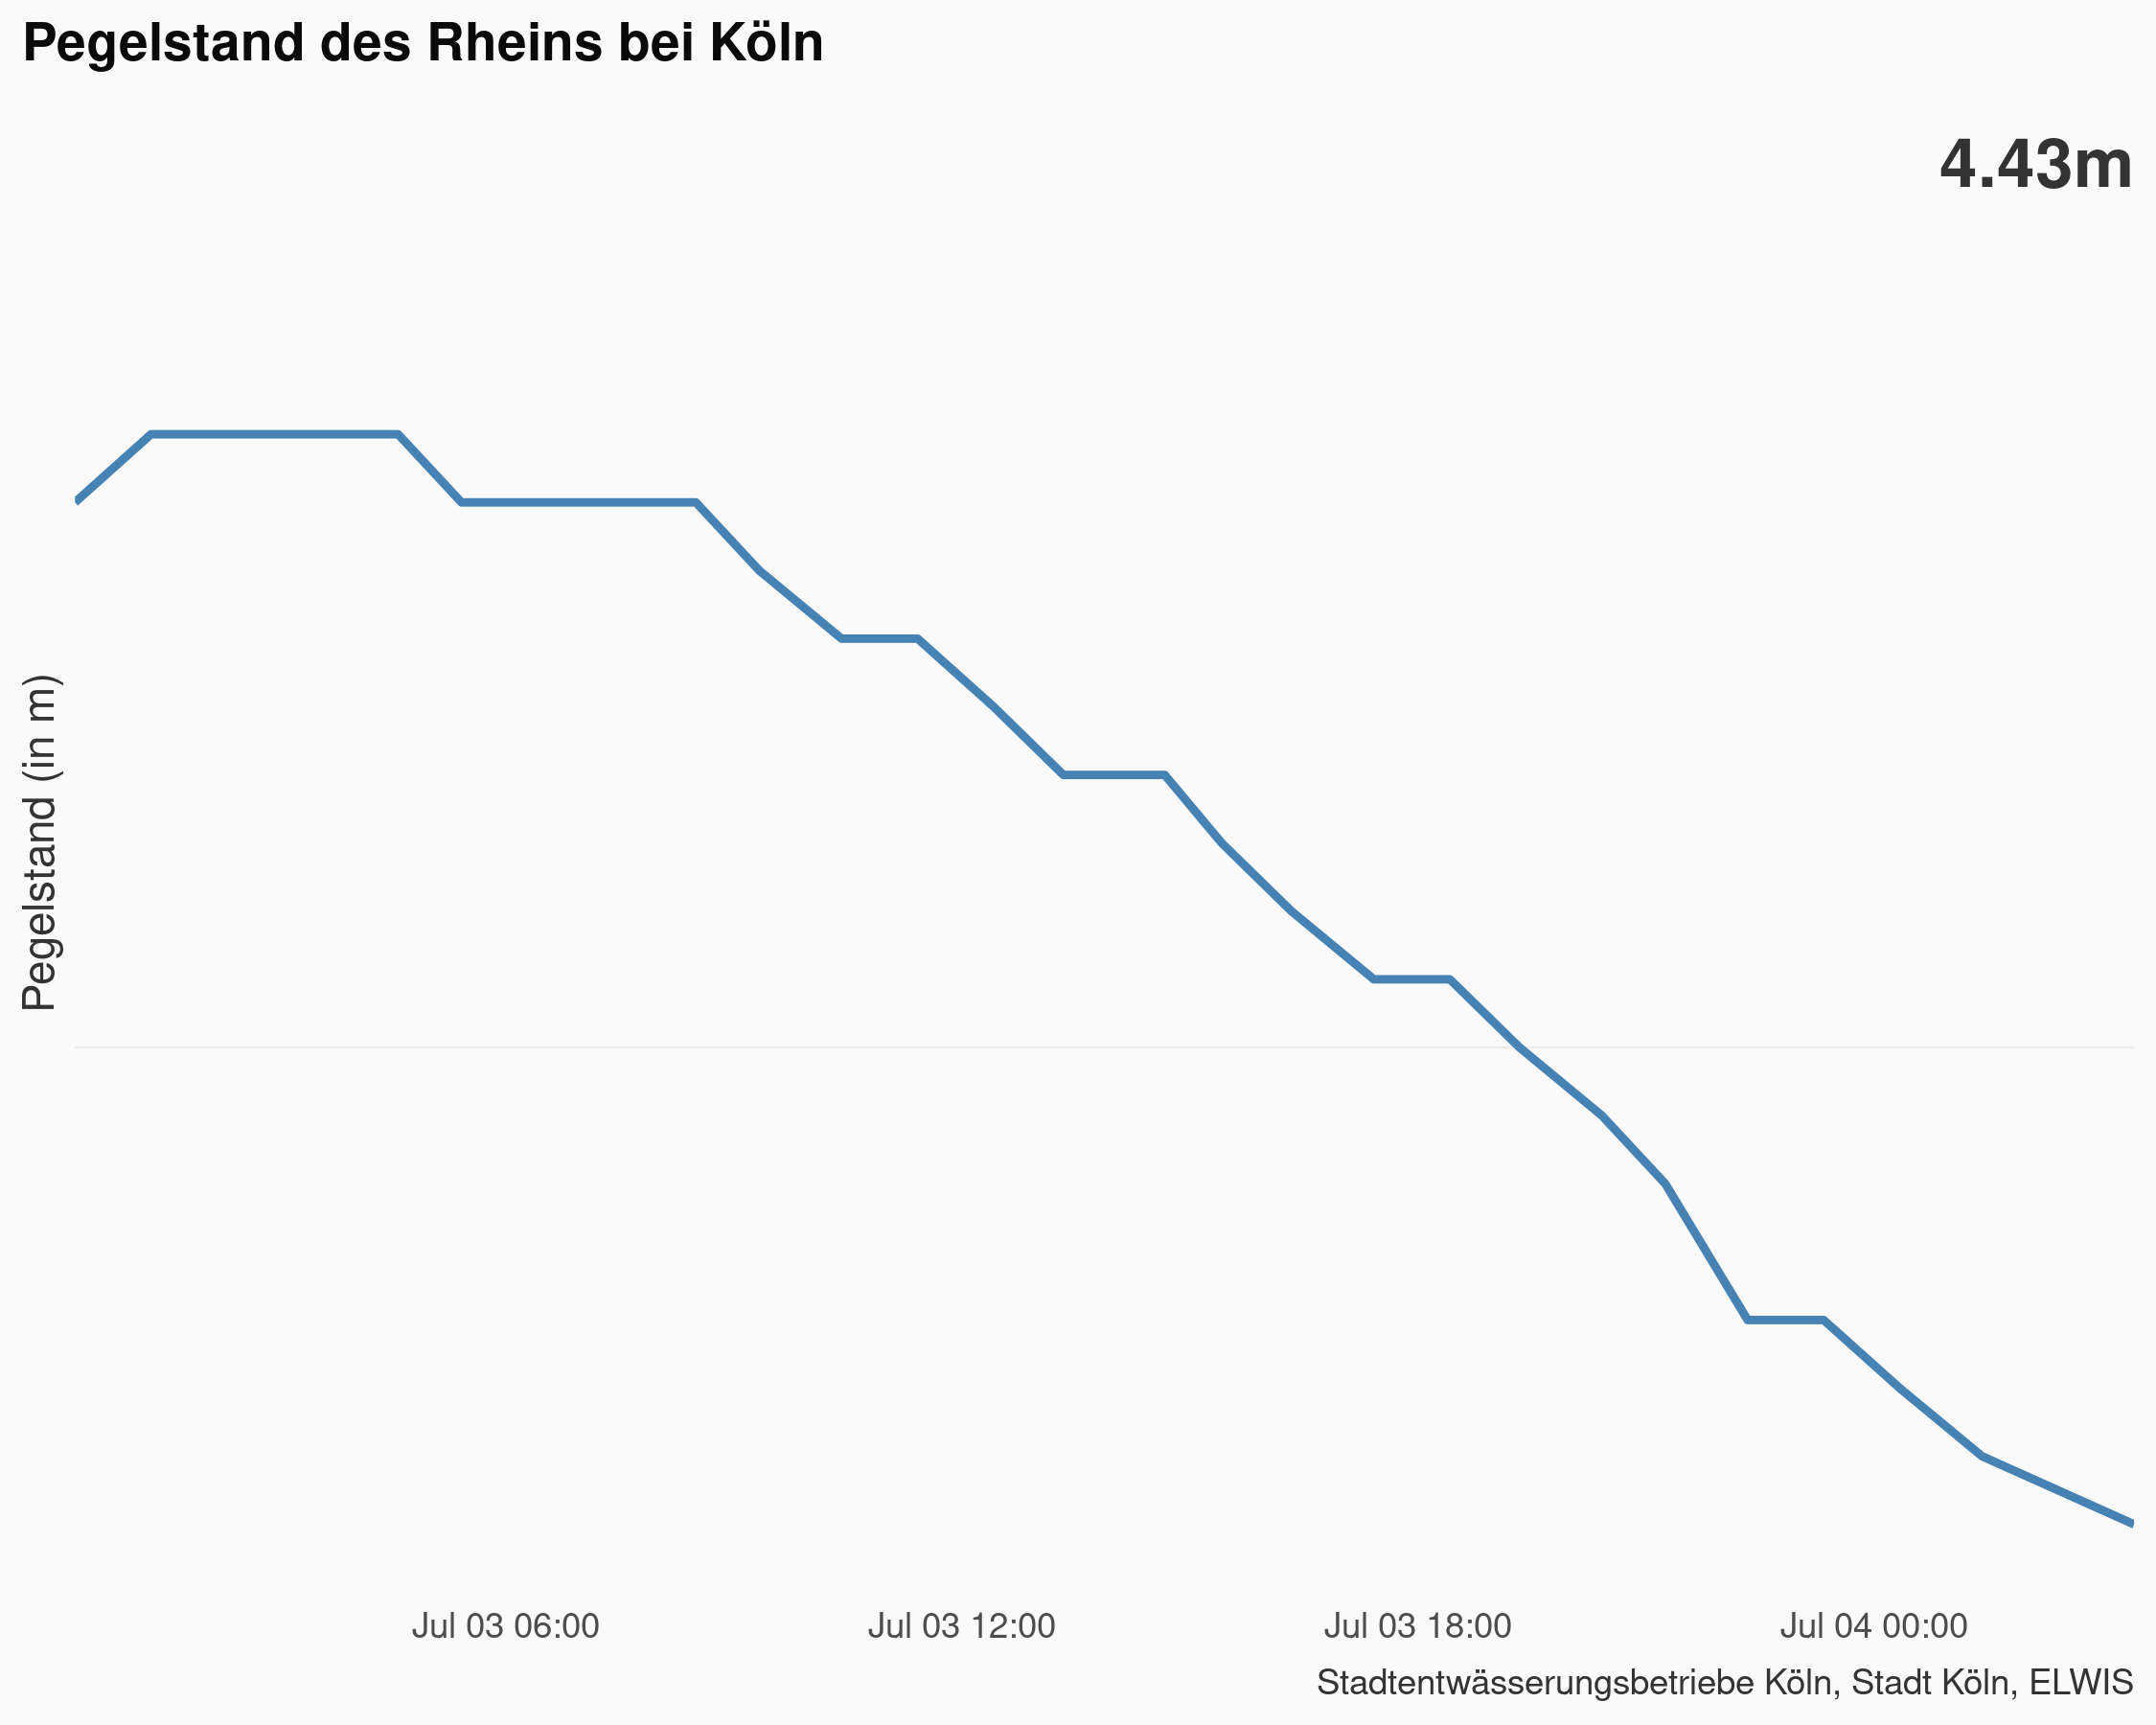 Pegelstand des Rheins bei Köln
4.43m
Pegelstand (in m)
Jul 03 06:00
Jul 03 12:00
Jul 03 18:00
Jul 04 00:00
Stadtentwässerungsbetriebe Köln, Stadt Köln, ELWIS